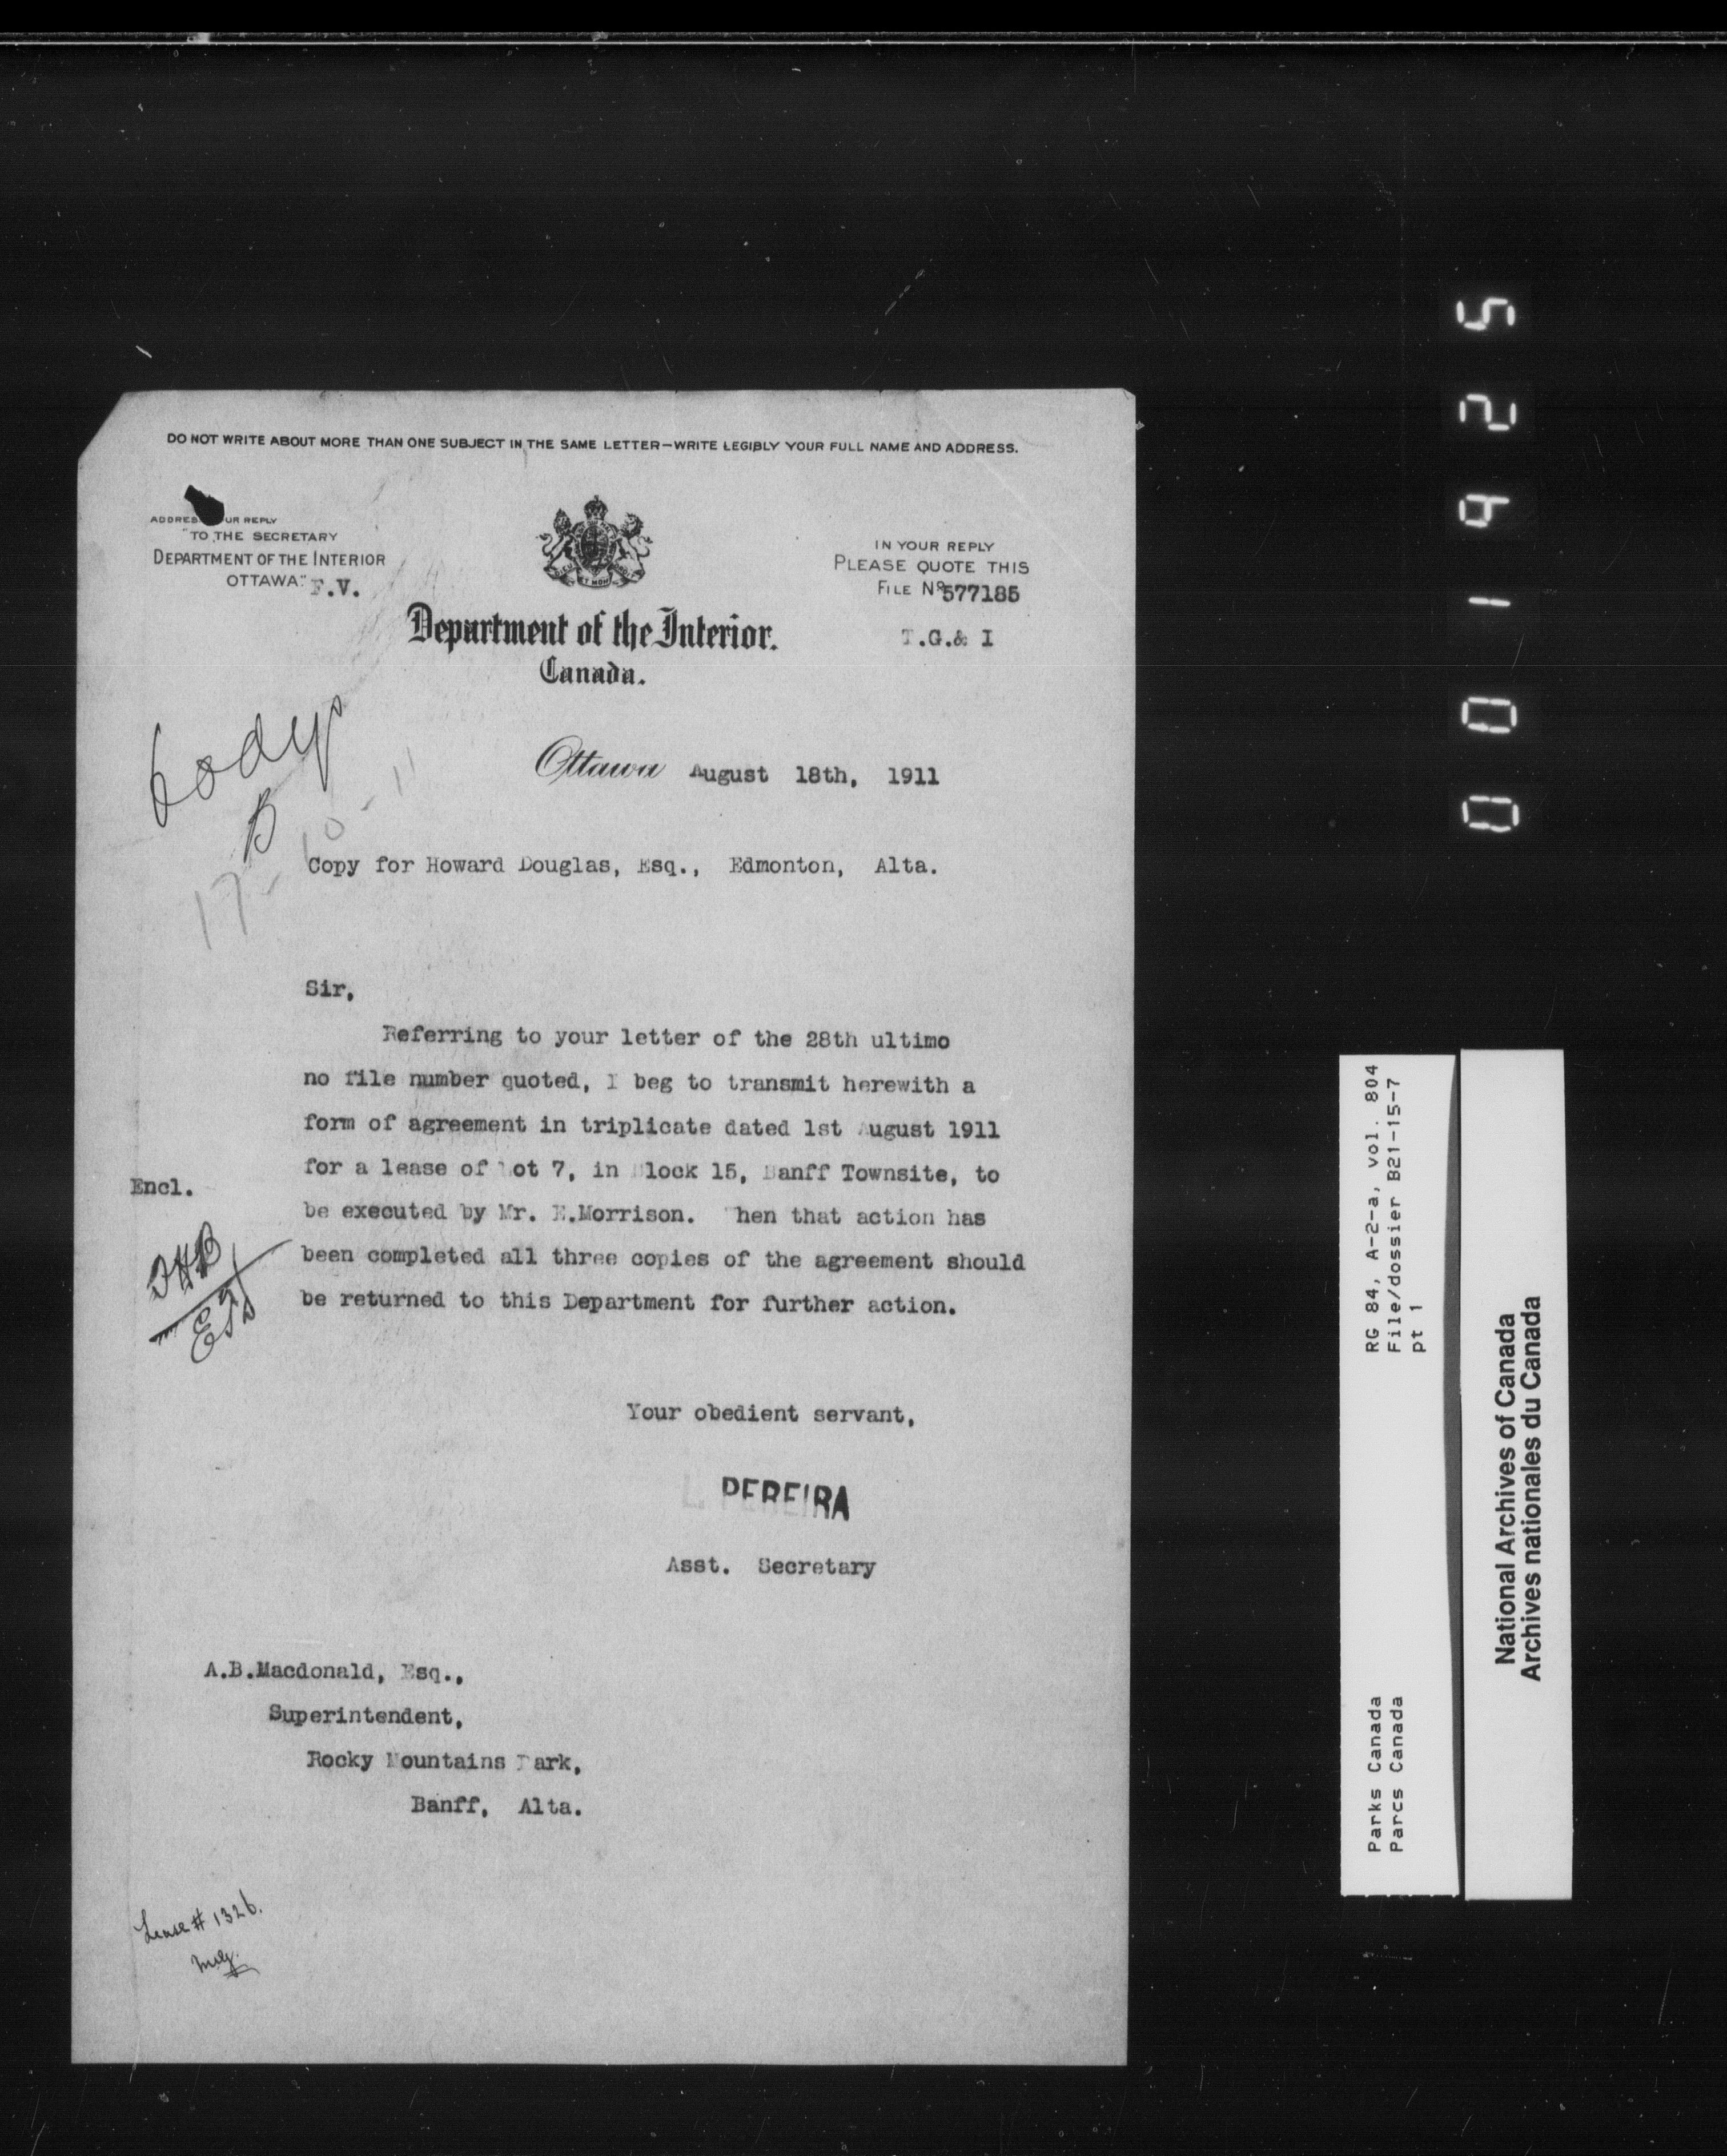 DO NOT WRITE ABOUT MORE THAN ONE SUBJECT IN THE SAME LETTER—WRITE LEGIBLY YOUR FULL NAME AND ADDRESS.
ADDRES UR REPLY
"TO THE SECRETARY
DEPARTMENT OF THE INTERIOR
OTTAWA." F.V.
IN YOUR REPLY
PLEASE QUOTE THIS
FILE No 577185
T.G.& I
Department of the Interior.
Canada.
Ottawa August 18th, 1911
B
17-10-11
Copy for Howard Douglas, Esq., Edmonton, Alta.
Sir,
Referring to your letter of the 28th ultimo
no file number quoted, I beg to transmit herewith a
form of agreement in triplicate dated 1st August 1911
for a lease of Lot 7, in Block 15, Banff Townsite, to
Encl.
be executed by Mr. E.Morrison. When that action has
been completed all three copies of the agreement should
be returned to this Department for further action.
Your obedient servant,
L PEREIRA
Asst. Secretary
A.B.Macdonald, Esq.,
Superintendent,
Rocky Mountains Park,
Banff, Alta.
Lease # 1326.
001925
RG 84, A-2-a, vol. 804
File/dossier B21-15-7
pt 1
Parks Canada
Parcs Canada
National Archives of Canada
Archives nationales du Canada